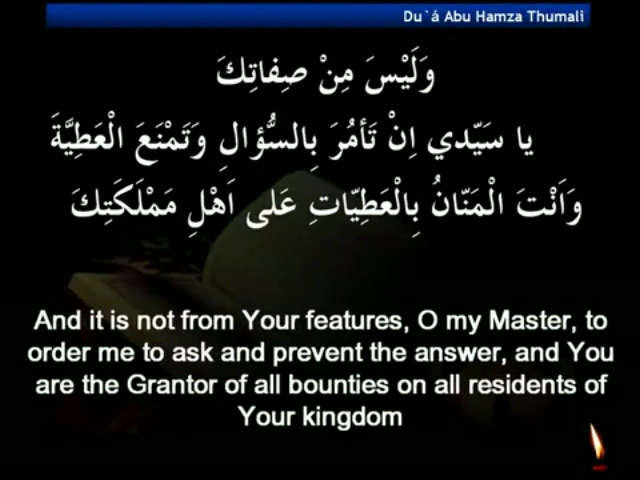 Du`á Abu Hamza Thumali
وَلَيْسَ مِنْ صِفاتِكَ
يا سَيّدي اِنْ تَأمُرَ بِالسُّؤالِ وَتَمْنَعَ الْعَطِيَّةَ
وَاَنْتَ الْمَنّانُ بِالْعَطِيّاتِ عَلى اَهْلِ مَمْلَكَتِكَ
And it is not from Your features, O my Master, to
order me to ask and prevent the answer, and You
are the Grantor of all bounties on all residents of
Your kingdom